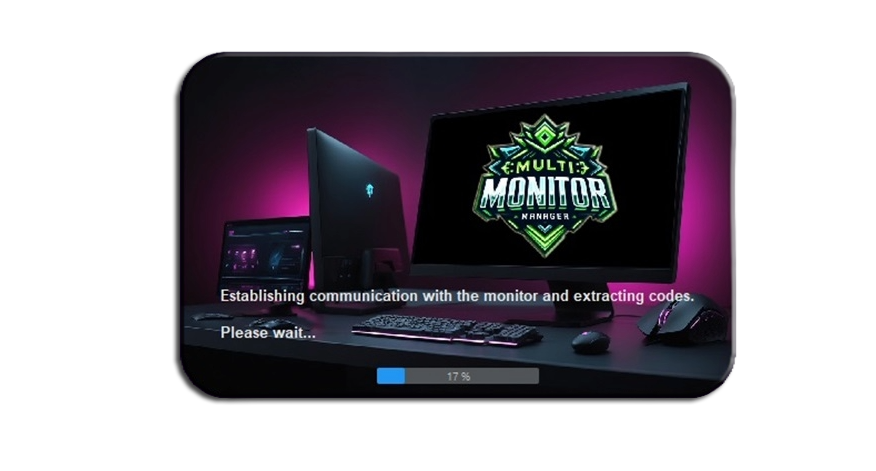 MULTI
MONITOR
MANAGER
Establishing communication with the monitor and extracting codes.
Please wait...
17 %